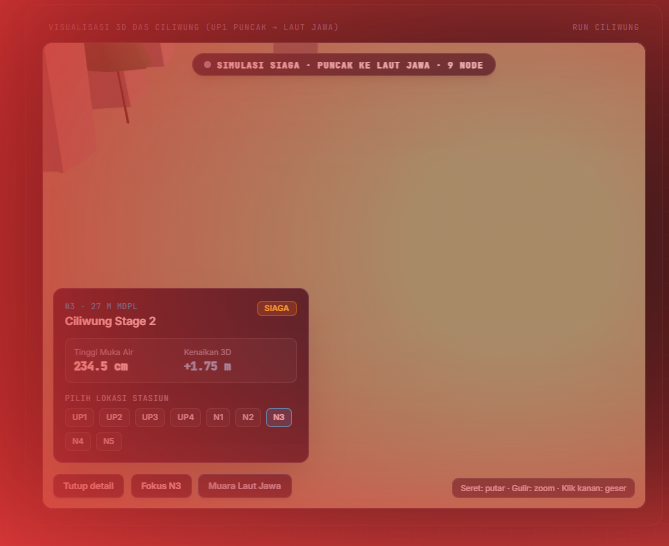 VISUALISASI 3D DAS CILIWUNG (UP1 PUNCAK → LAUT JAWA)
RUN CILIWUNG
SIMULASI SIAGA · PUNCAK KE LAUT JAWA · 9 NODE
N3 · 27 M MDPL
SIAGA
Ciliwung Stage 2
Tinggi Muka Air
Kenaikan 3D
234.5 cm
+1.75 m
PILIH LOKASI STASIUN
UP1 UP2 UP3 UP4 N1 N2 N3
N4 N5
Tutup detail
Fokus N3
Muara Laut Jawa
Seret: putar · Gulir: zoom · Klik kanan: geser